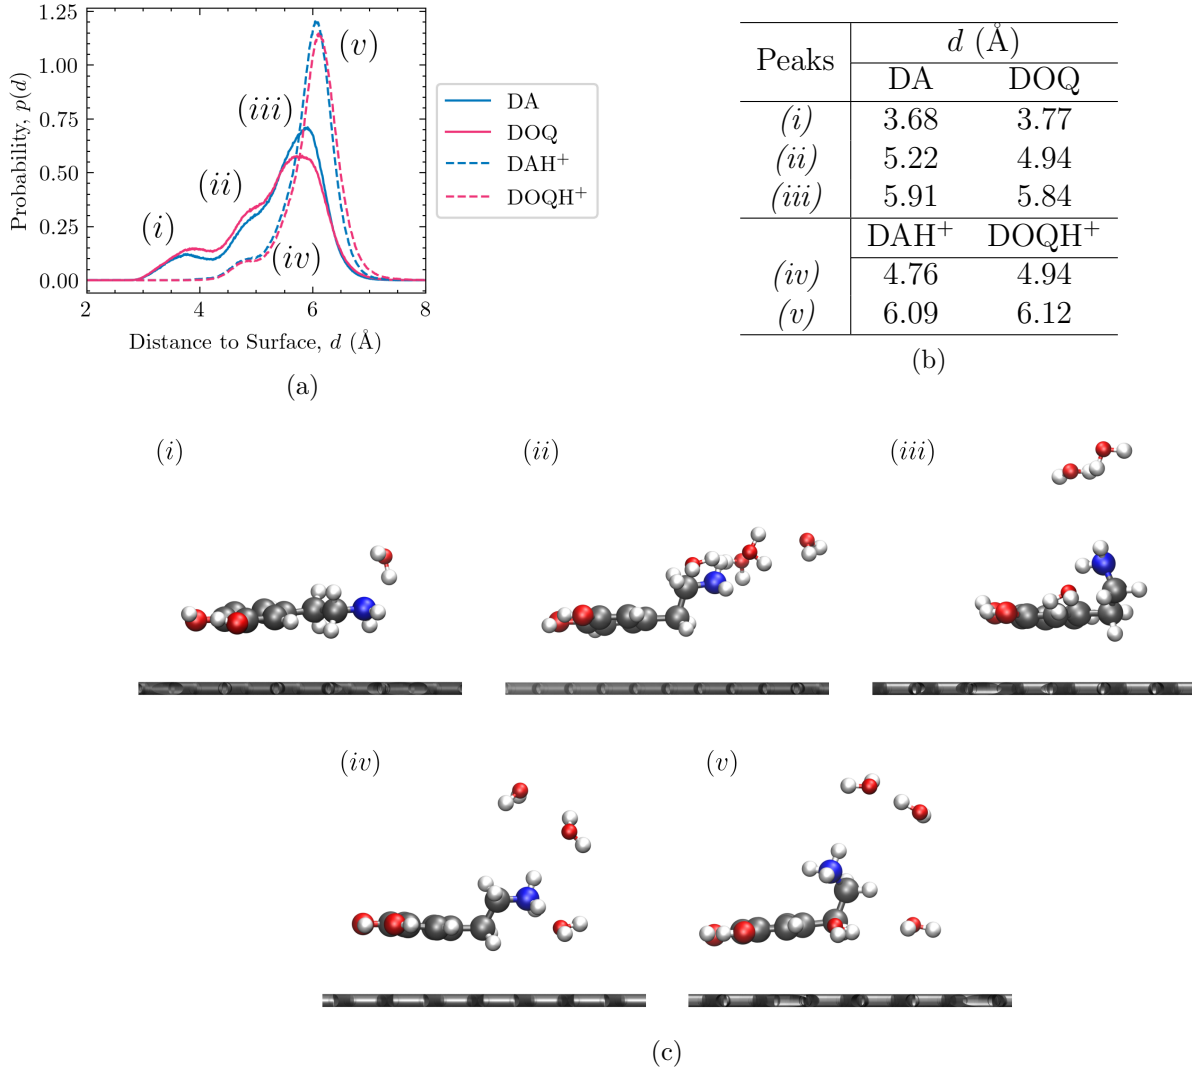 1.25
1.00
0.75
0.50
0.25
0.00
Probability, p(d)
2 4 6 8
Distance to Surface, d (Å)
(i)
(ii)
(iii)
(iv)
(v)
DA
DOQ
DAH⁺
DOQH⁺
(a)
Peaks d (Å)
DA DOQ
(i) 3.68 3.77
(ii) 5.22 4.94
(iii) 5.91 5.84
DAH⁺ DOQH⁺
(iv) 4.76 4.94
(v) 6.09 6.12
(b)
(i) (ii) (iii)
(iv) (v)
(c)